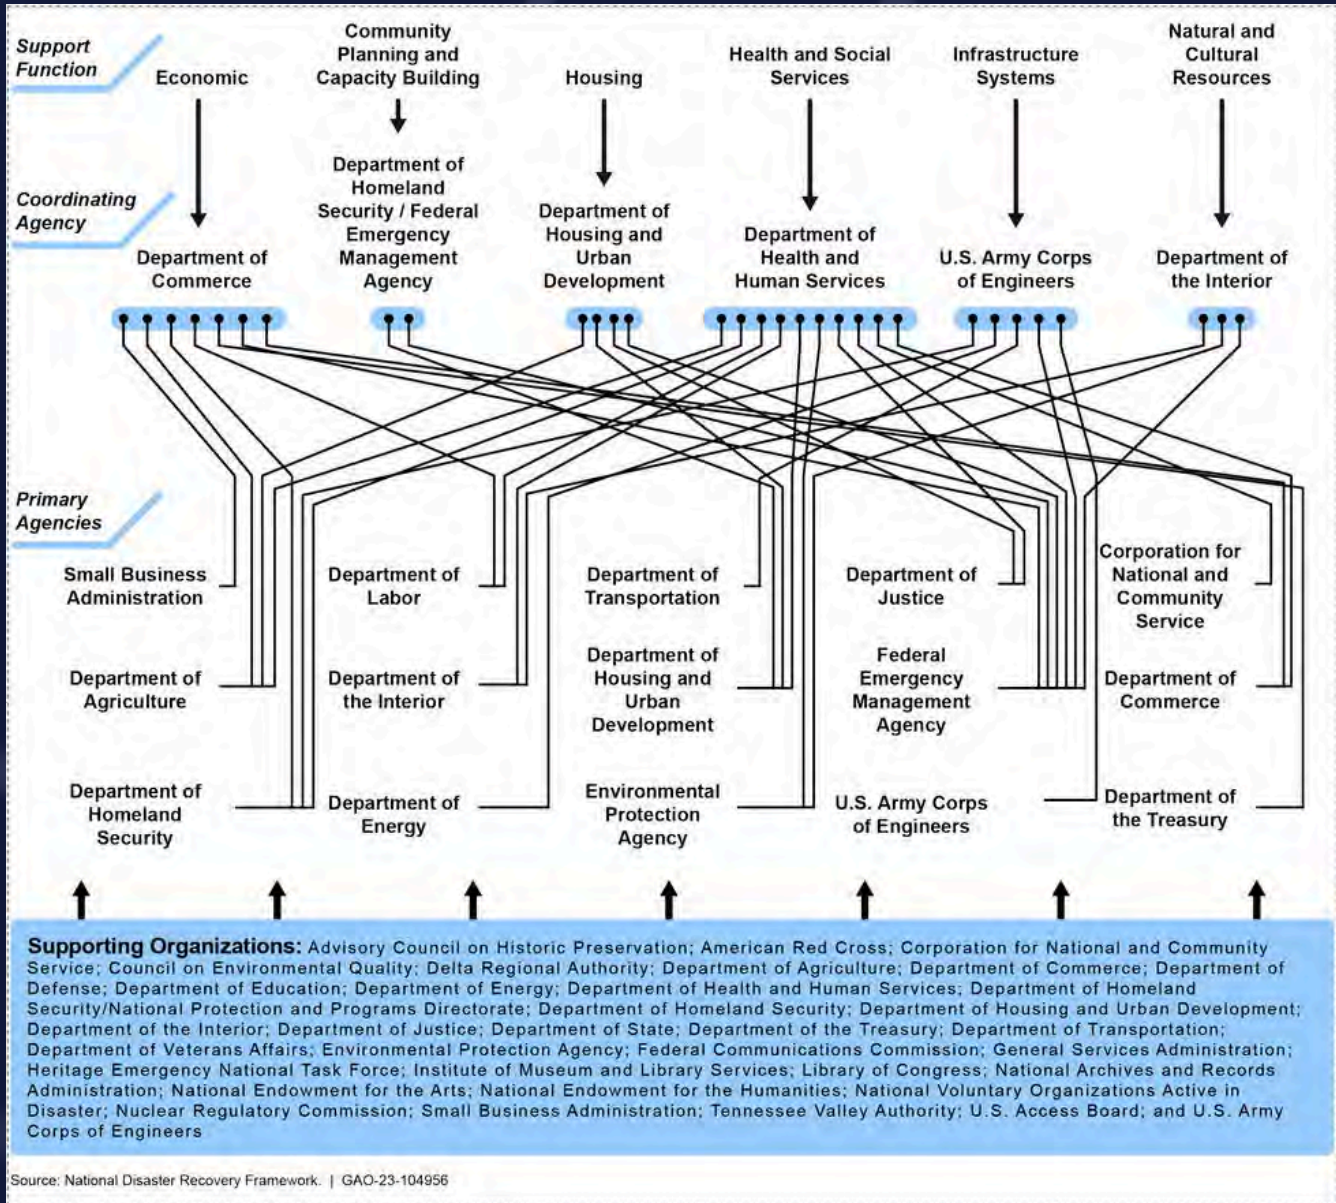 Support
Function
Economic
Community
Planning and
Capacity Building
Housing
Health and Social
Services
Infrastructure
Systems
Natural and
Cultural
Resources
Coordinating
Agency
Department of
Commerce
Department of
Homeland
Security / Federal
Emergency
Management
Agency
Department of
Housing and
Urban
Development
Department of
Health and
Human Services
U.S. Army Corps
of Engineers
Department of
the Interior
Primary
Agencies
Small Business
Administration
Department of
Labor
Department of
Transportation
Department of
Justice
Corporation for
National and
Community
Service
Department of
Agriculture
Department of
the Interior
Department of
Housing and
Urban
Development
Federal
Emergency
Management
Agency
Department of
Commerce
Department of
Homeland
Security
Department of
Energy
Environmental
Protection
Agency
U.S. Army Corps
of Engineers
Department of
the Treasury
Supporting Organizations: Advisory Council on Historic Preservation; American Red Cross; Corporation for National and Community
Service; Council on Environmental Quality; Delta Regional Authority; Department of Agriculture; Department of Commerce; Department of
Defense; Department of Education; Department of Energy; Department of Health and Human Services; Department of Homeland
Security/National Protection and Programs Directorate; Department of Homeland Security; Department of Housing and Urban Development;
Department of the Interior; Department of Justice; Department of State; Department of the Treasury; Department of Transportation;
Department of Veterans Affairs; Environmental Protection Agency; Federal Communications Commission; General Services Administration;
Heritage Emergency National Task Force; Institute of Museum and Library Services; Library of Congress; National Archives and Records
Administration; National Endowment for the Arts; National Endowment for the Humanities; National Voluntary Organizations Active in
Disaster; Nuclear Regulatory Commission; Small Business Administration; Tennessee Valley Authority; U.S. Access Board; and U.S. Army
Corps of Engineers
Source: National Disaster Recovery Framework. | GAO-23-104956